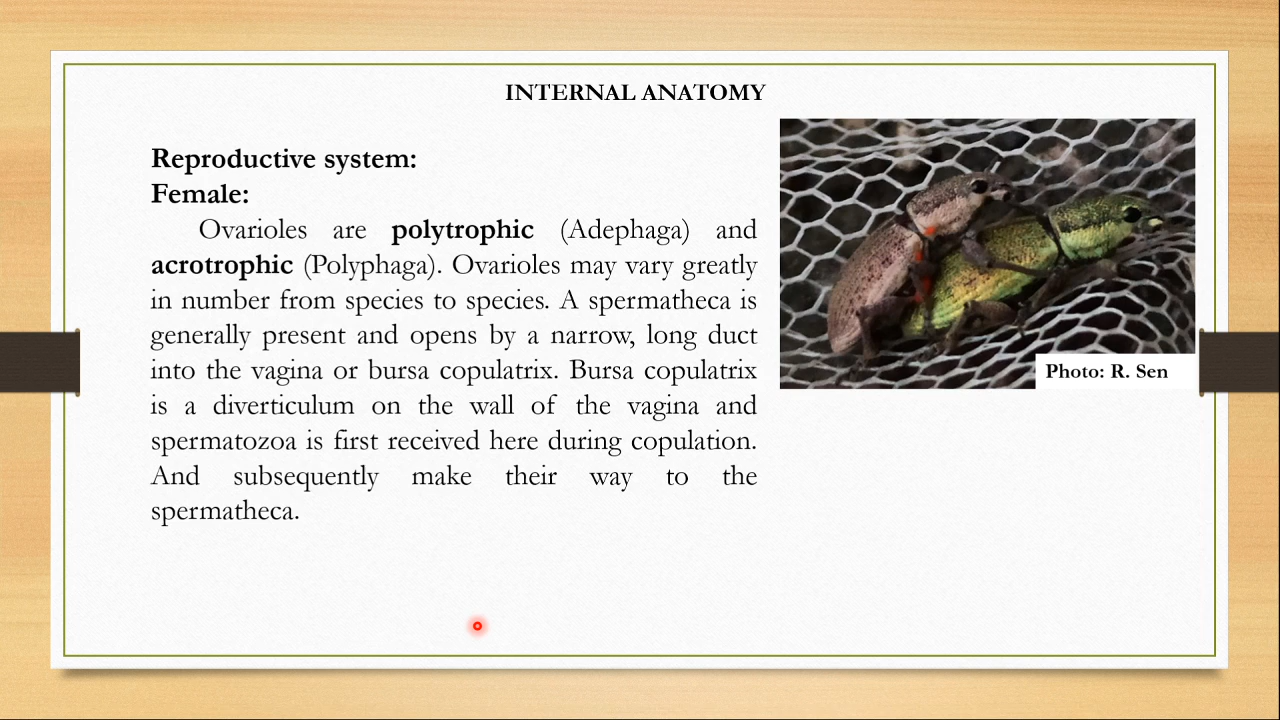 INTERNAL ANATOMY
Reproductive system:
Female:
Ovarioles are polytrophic (Adephaga) and
acrotrophic (Polyphaga). Ovarioles may vary greatly
in number from species to species. A spermatheca is
generally present and opens by a narrow, long duct
into the vagina or bursa copulatrix. Bursa copulatrix
is a diverticulum on the wall of the vagina and
spermatozoa is first received here during copulation.
And subsequently make their way to the
spermatheca.
Photo: R. Sen